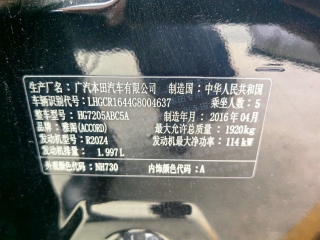 生产厂名：广汽本田汽车有限公司 制造国：中华人民共和国
车辆识别代号：LHGCR1644G8004637 乘坐人数：5
整车型号：HG7205ABC5A 制造年月：2016年04月
品牌：雅阁(ACCORD) 最大允许总质量：1920kg
发动机型号：R20Z4 发动机最大净功率：114kW
发动机排量：1.997L
外观颜色代码：NH730 内饰颜色代码：A